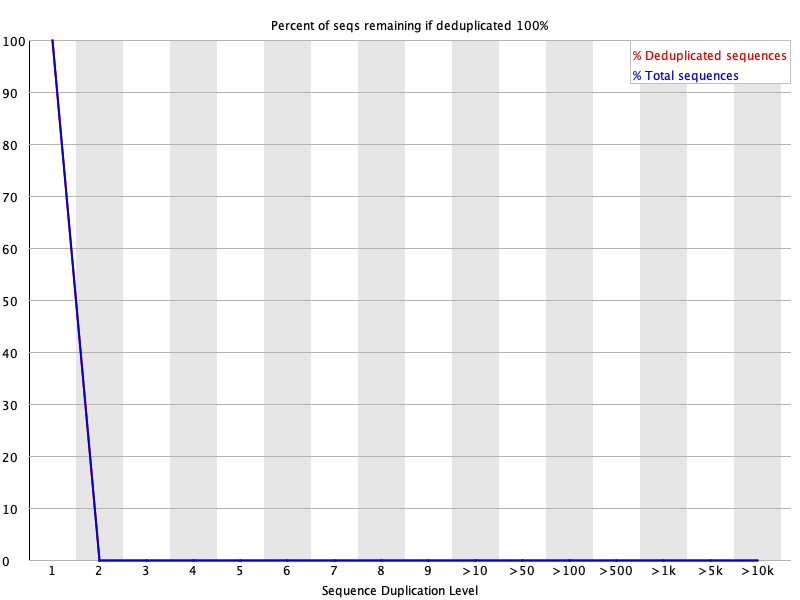 Percent of seqs remaining if deduplicated 100%
% Deduplicated sequences
% Total sequences
100
90
80
70
60
50
40
30
20
10
0
1 2 3 4 5 6 7 8 9 >10 >50 >100 >500 >1k >5k >10k
Sequence Duplication Level